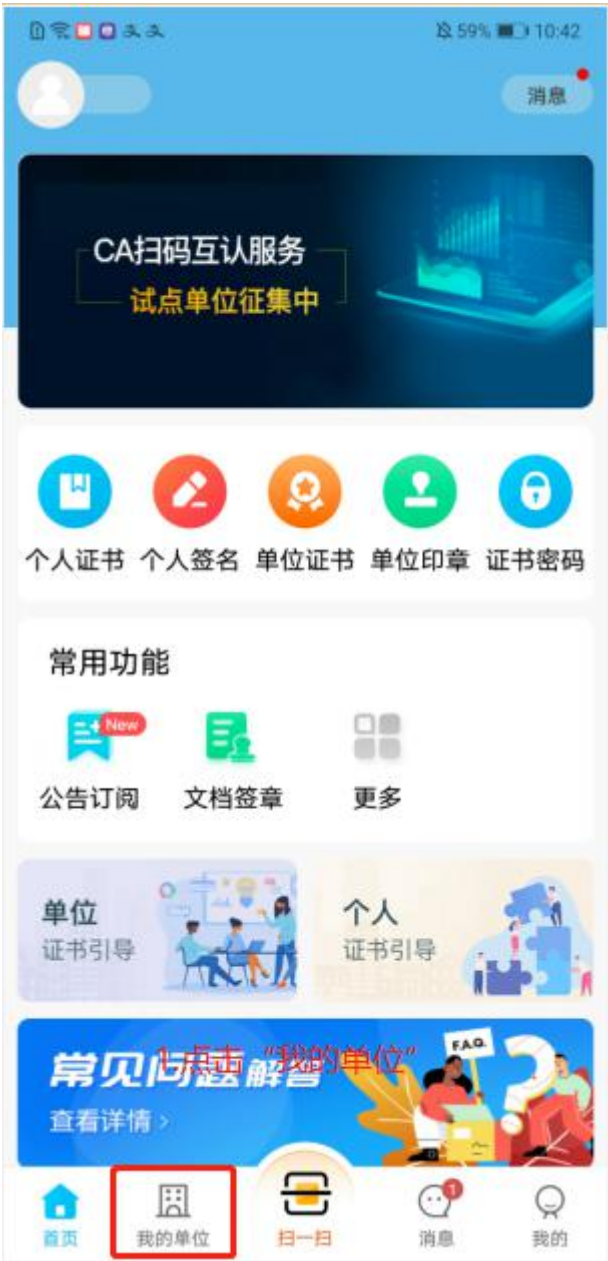 59% 10:42
消息
CA扫码互认服务
试点单位征集中
个人证书 个人签名 单位证书 单位印章 证书密码
常用功能
New
公告订阅 文档签章 更多
单位
证书引导
个人
证书引导
1.点击“我的单位”
常见问题解答
F.A.Q.
查看详情 >
1
首页 我的单位 扫一扫 消息 我的